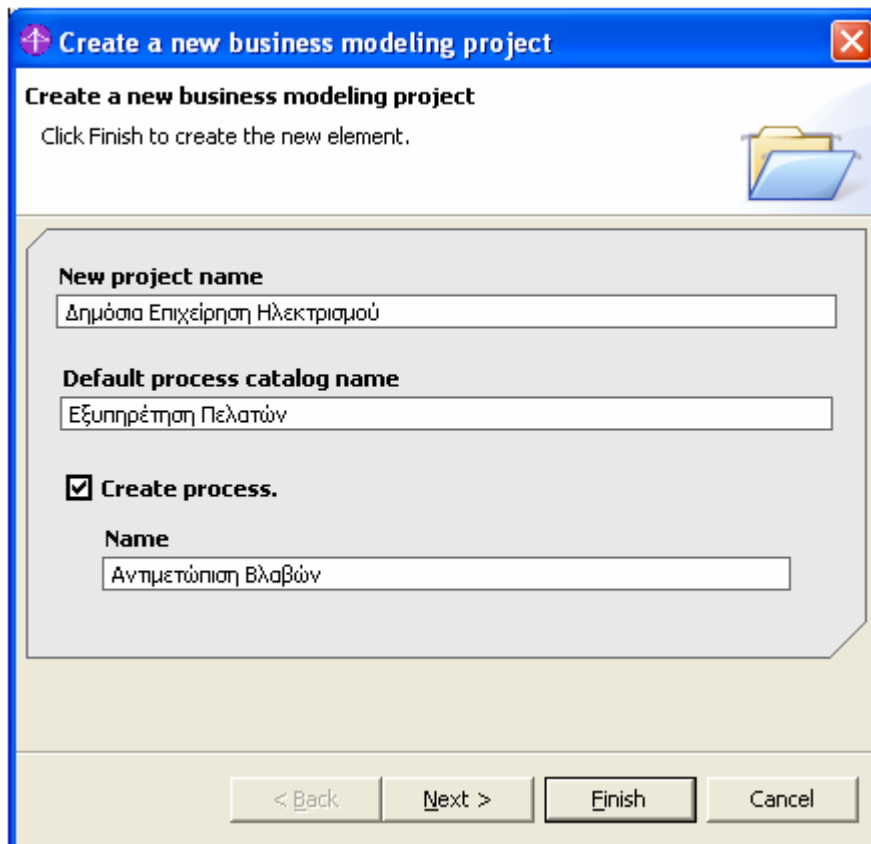 Create a new business modeling project
Create a new business modeling project
Click Finish to create the new element.
New project name
Δημόσια Επιχείρηση Ηλεκτρισμού
Default process catalog name
Εξυπηρέτηση Πελατών
Create process.
Name
Αντιμετώπιση Βλαβών
< Back Next > Finish Cancel